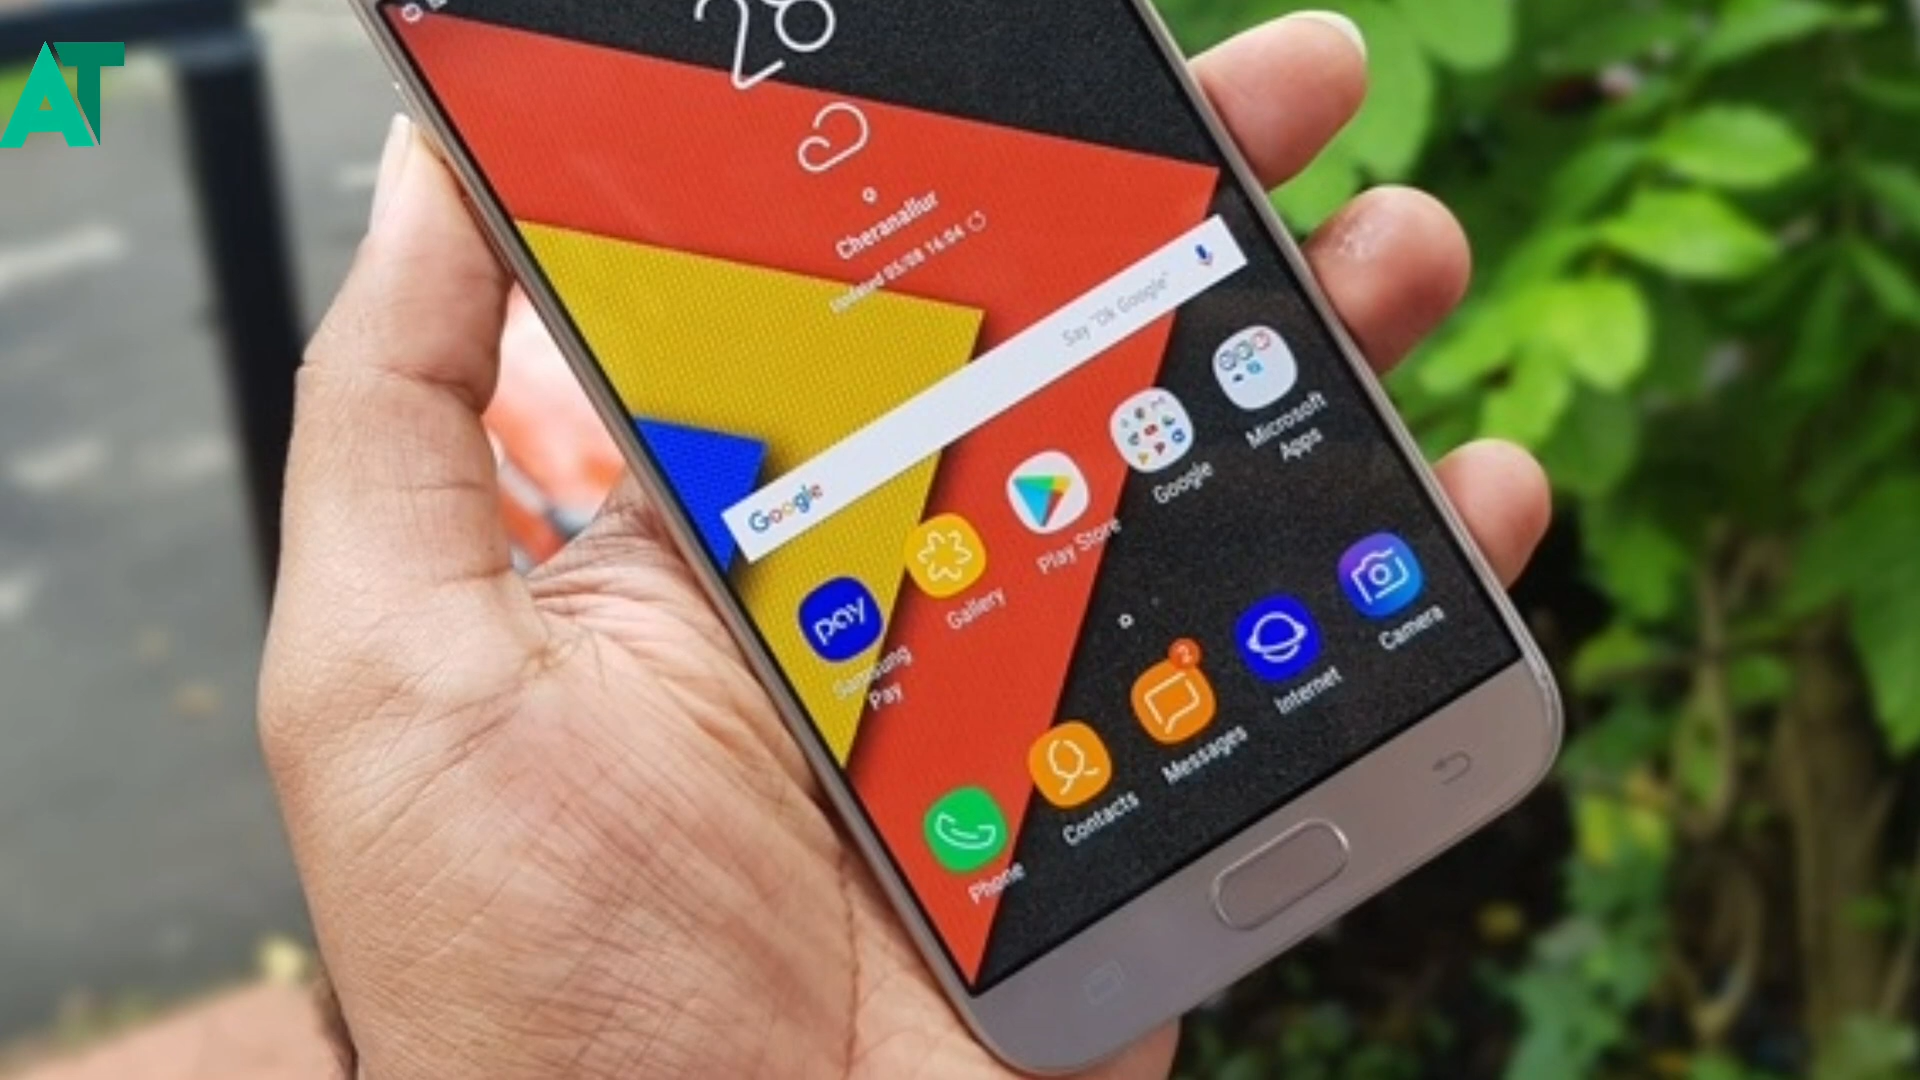 AT
28
Cheranallur
Updated 05/08 16:04
Google
Say "Ok Google"
pay
Samsung
Pay
Gallery
Play Store
Google
Microsoft
Apps
Phone
Contacts
2
Messages
Internet
Camera